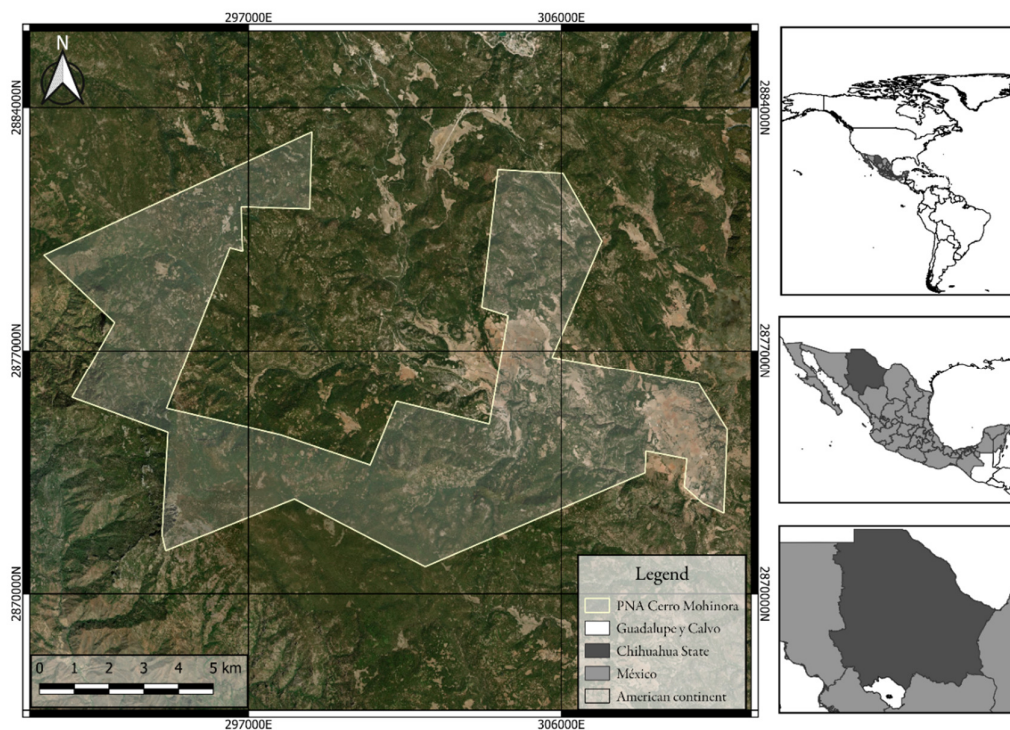 297000E 306000E
N
2884000N 2884000N
2877000N 2877000N
2870000N 2870000N
Legend
PNA Cerro Mohinora
Guadalupe y Calvo
Chihuahua State
México
American continent
0 1 2 3 4 5 km
297000E 306000E